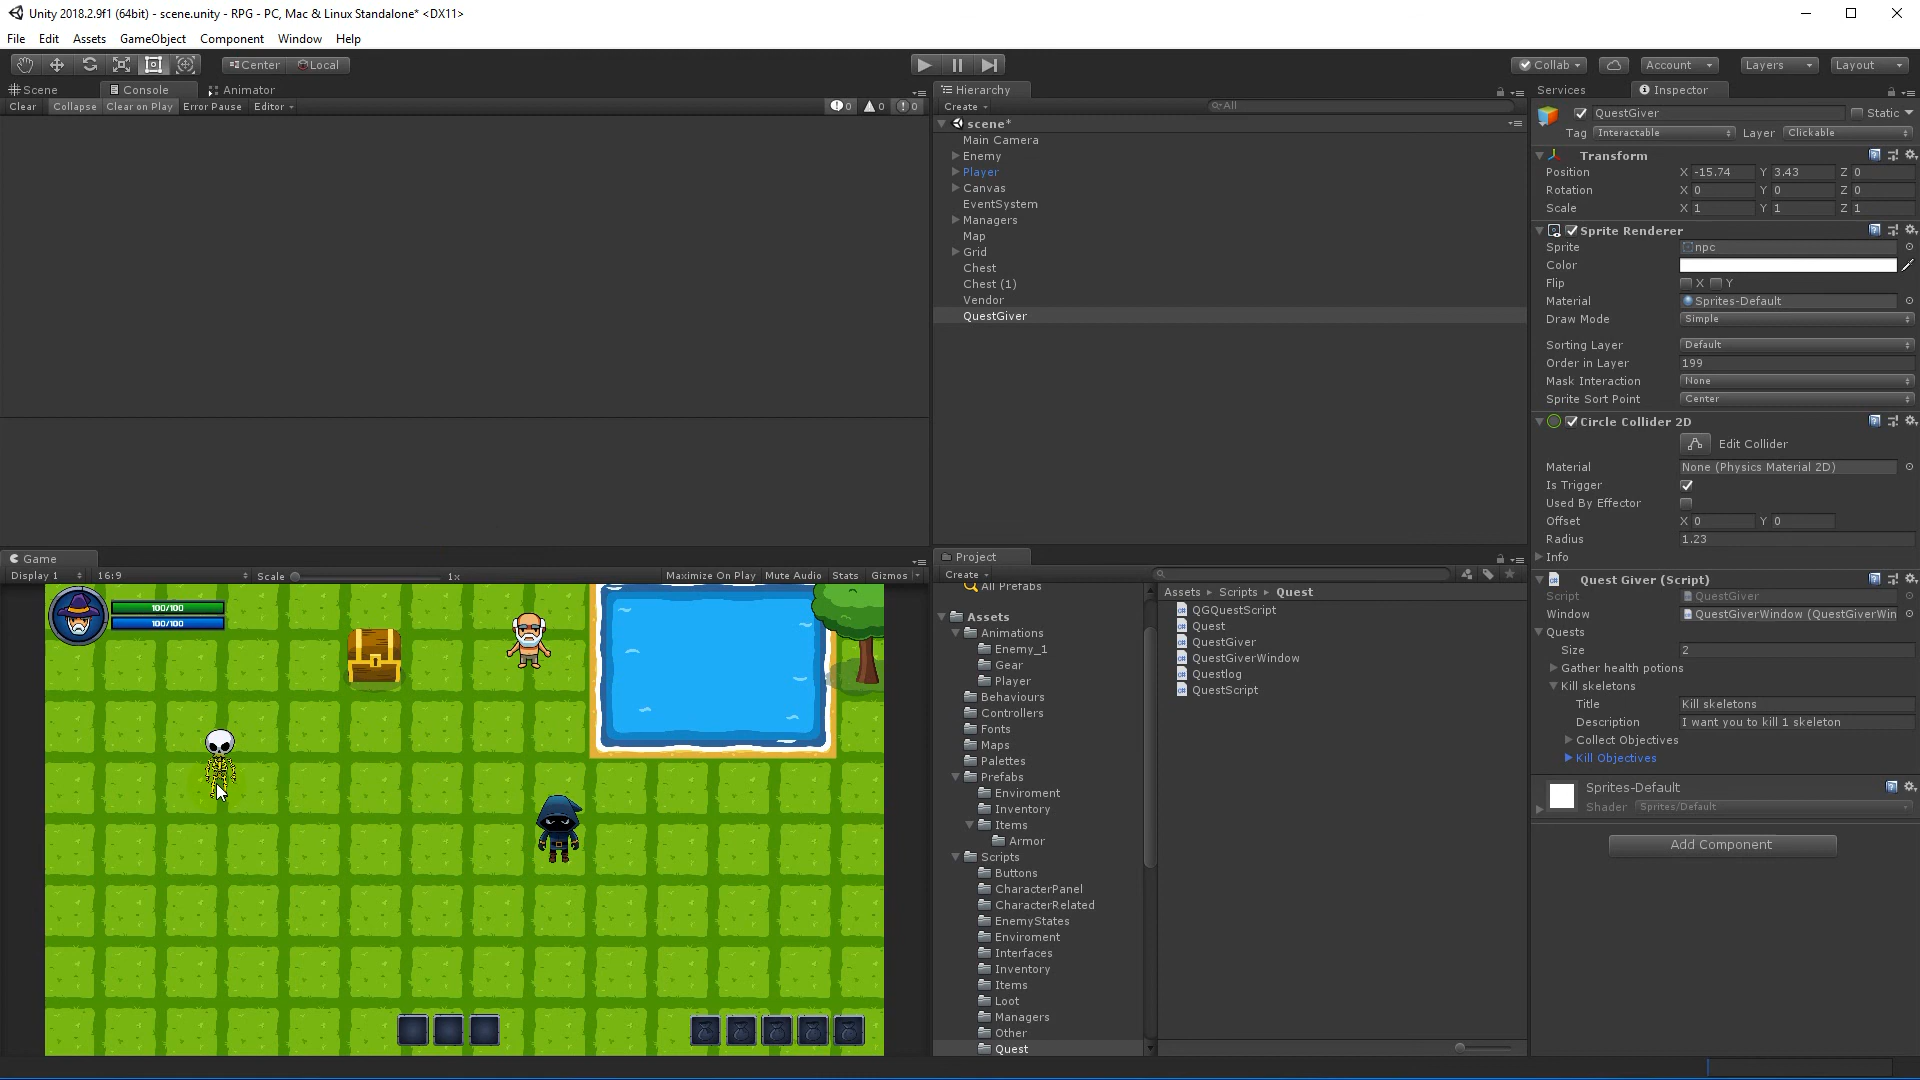 Unity 2018.2.9f1 (64bit) - scene.unity - RPG - PC, Mac & Linux Standalone* <DX11>
File Edit Assets GameObject Component Window Help
Center Local Collab Account Layers Layout
Scene Console Animator
Clear Collapse Clear on Play Error Pause Editor 0 0 0
Hierarchy
Create All
scene*
Main Camera
Enemy
Player
Canvas
EventSystem
Managers
Map
Grid
Chest
Chest (1)
Vendor
QuestGiver
Services Inspector
QuestGiver Static
Tag Interactable Layer Clickable
Transform
Position X -15.74 Y 3.43 Z 0
Rotation X 0 Y 0 Z 0
Scale X 1 Y 1 Z 1
Sprite Renderer
Sprite npc
Color
Flip X Y
Material Sprites-Default
Draw Mode Simple
Sorting Layer Default
Order in Layer 199
Mask Interaction None
Sprite Sort Point Center
Circle Collider 2D
Edit Collider
Material None (Physics Material 2D)
Is Trigger
Used By Effector
Offset X 0 Y 0
Radius 1.23
Info
Quest Giver (Script)
Script QuestGiver
Window QuestGiverWindow (QuestGiverWin
Quests
Size 2
Gather health potions
Kill skeletons
Title Kill skeletons
Description I want you to kill 1 skeleton
Collect Objectives
Kill Objectives
Sprites-Default
Shader Sprites/Default
Add Component
Game
Display 1 16:9 Scale 1x Maximize On Play Mute Audio Stats Gizmos
100/100
100/100
Project
Create
All Prefabs
Assets
Animations
Enemy_1
Gear
Player
Behaviours
Controllers
Fonts
Maps
Palettes
Prefabs
Enviroment
Inventory
Items
Armor
Scripts
Buttons
CharacterPanel
CharacterRelated
EnemyStates
Enviroment
Interfaces
Inventory
Items
Loot
Managers
Other
Quest
Assets Scripts Quest
QGQuestScript
Quest
QuestGiver
QuestGiverWindow
Questlog
QuestScript